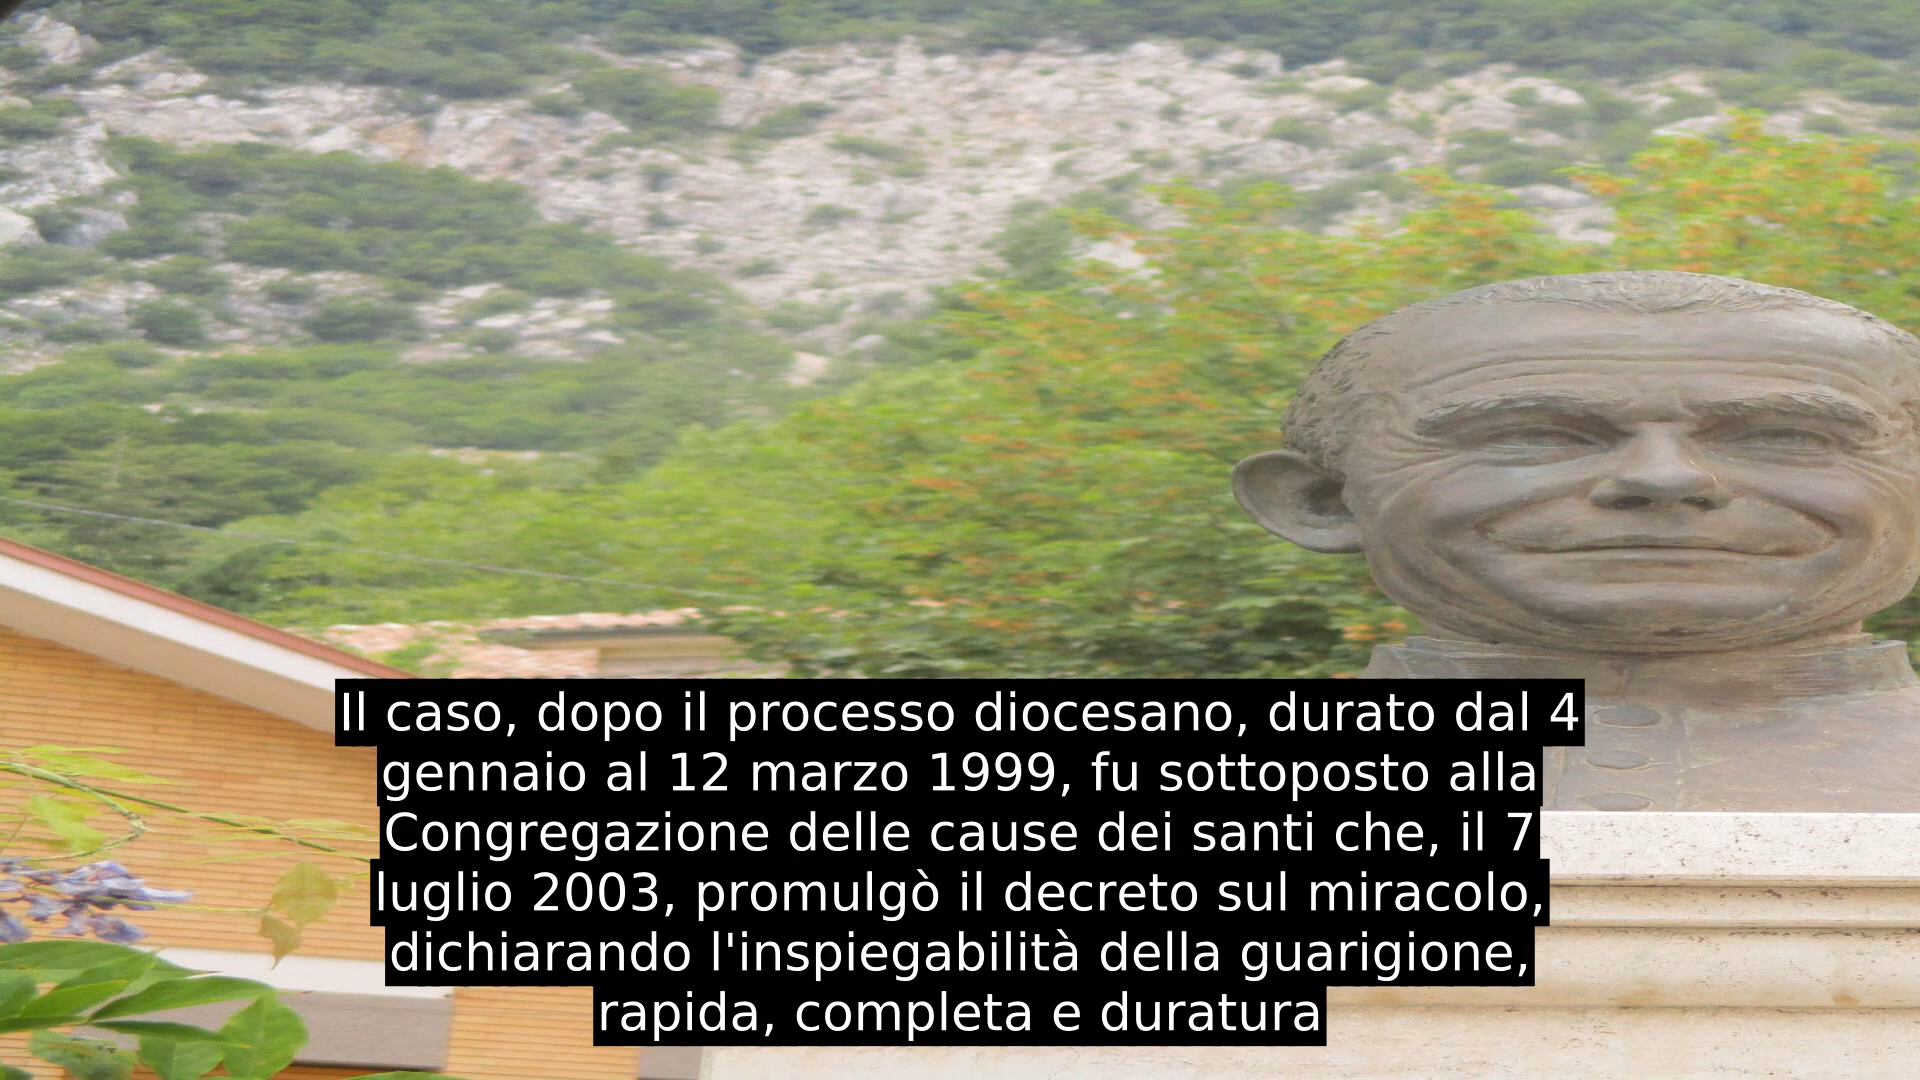 Il caso, dopo il processo diocesano, durato dal 4
gennaio al 12 marzo 1999, fu sottoposto alla
Congregazione delle cause dei santi che, il 7
luglio 2003, promulgò il decreto sul miracolo,
dichiarando l'inspiegabilità della guarigione,
rapida, completa e duratura